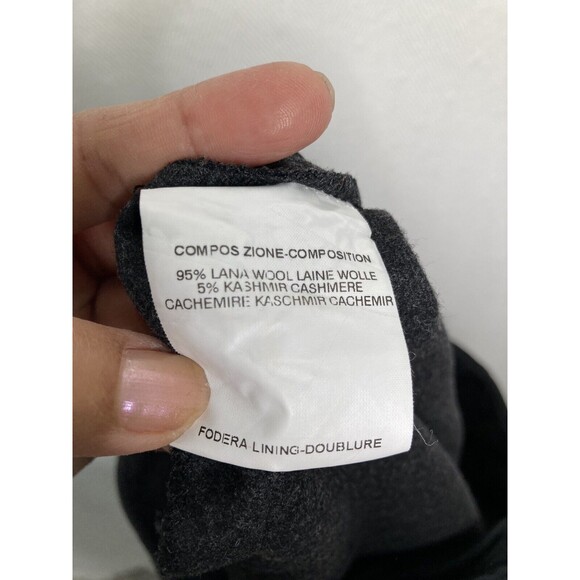 COMPOS ZIONE-COMPOSITION
95% LANA WOOL LAINE WOLLE
5% KASHMIR CASHMERE
CACHEMIRE KASCHMIR CACHEMIR
FODERA LINING-DOUBLURE